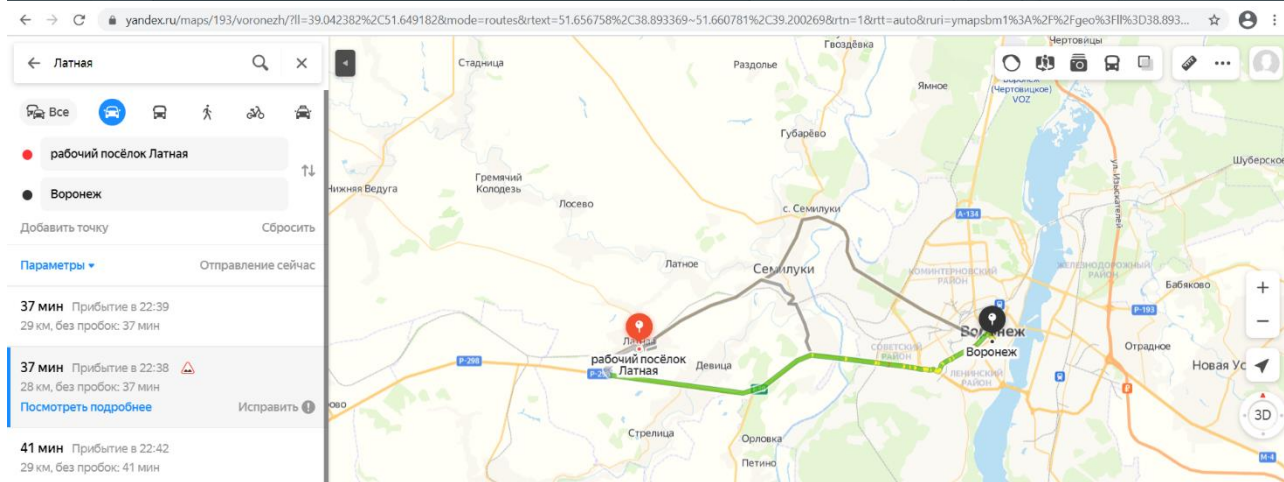 yandex.ru/maps/193/voronezh/?ll=39.042382%2C51.649182&mode=routes&rtext=51.656758%2C38.893369~51.660781%2C39.200269&rtn=1&rtt=auto&ruri=ymapsbm1%3A%2F%2Fgeo%3Fll%3D38.893...
Латная
Все
рабочий посёлок Латная
Воронеж
Добавить точку Сбросить
Параметры Отправление сейчас
37 мин Прибытие в 22:39
29 км, без пробок: 37 мин
37 мин Прибытие в 22:38
28 км, без пробок: 37 мин
Посмотреть подробнее Исправить
41 мин Прибытие в 22:42
29 км, без пробок: 41 мин
Гвоздёвка
Чертовицы
Стадница
Раздолье
Ямное
(Чертовицкое)
VOZ
Губарёво
ул. Изыскателей
Шуберское
Нижняя Ведуга
Гремячий
Колодезь
Лосево
с. Семилуки
А-134
Латное
Семилуки
КОМИНТЕРНОВСКИЙ
РАЙОН
ЖЕЛЕЗНОДОРОЖНЫЙ
РАЙОН
Бабяково
Р-193
Воронеж
Воронеж
СОВЕТСКИЙ
РАЙОН
ЛЕНИНСКИЙ
РАЙОН
Отрадное
Новая Ус
Р-298
рабочий посёлок
Латная
Девица
Стрелица
Орловка
Петино
3D
М-4